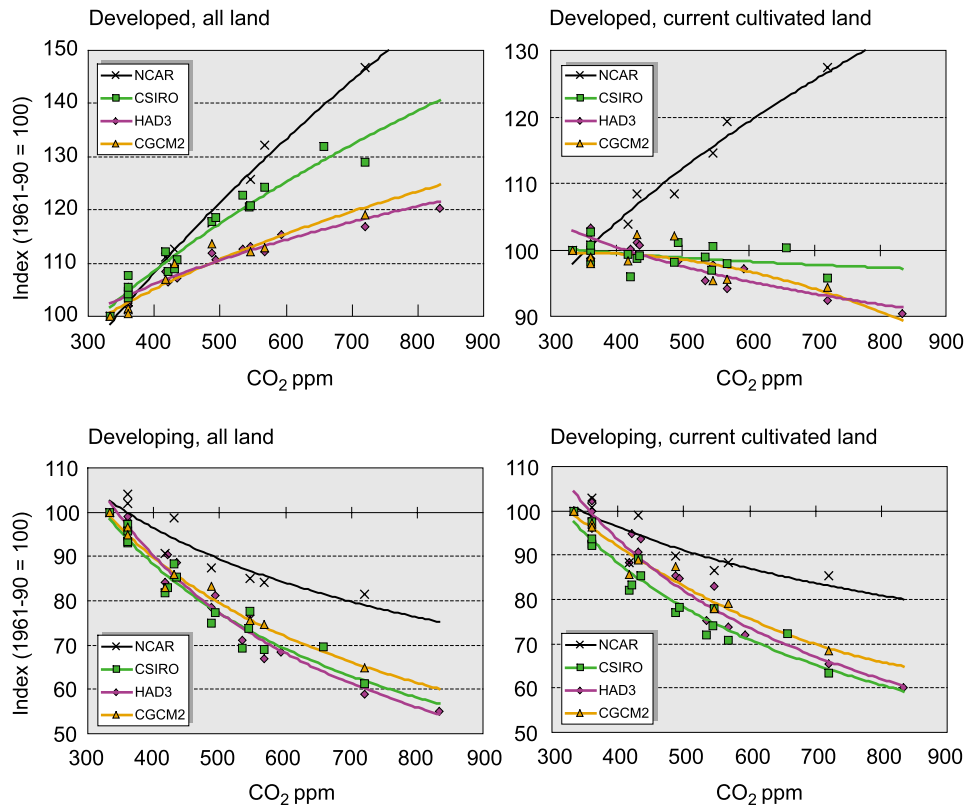 Developed, all land
Index (1961-90 = 100)
150
140
130
120
110
100
NCAR
CSIRO
HAD3
CGCM2
300 400 500 600 700 800 900
CO2 ppm
Developed, current cultivated land
130
120
110
100
90
NCAR
CSIRO
HAD3
CGCM2
300 400 500 600 700 800 900
CO2 ppm
Developing, all land
Index (1961-90 = 100)
110
100
90
80
70
60
50
NCAR
CSIRO
HAD3
CGCM2
300 400 500 600 700 800 900
CO2 ppm
Developing, current cultivated land
110
100
90
80
70
60
50
NCAR
CSIRO
HAD3
CGCM2
300 400 500 600 700 800 900
CO2 ppm